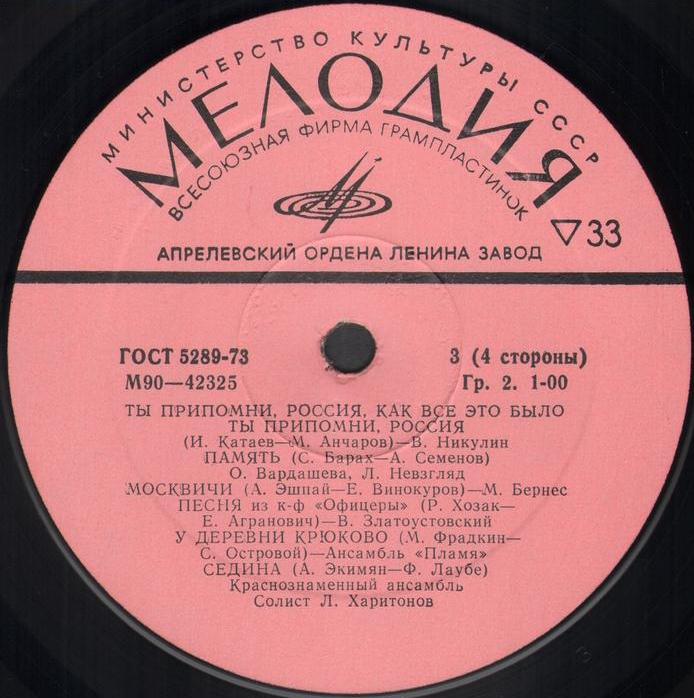 МИНИСТЕРСТВО КУЛЬТУРЫ СССР
МЕЛОДИЯ
ВСЕСОЮЗНАЯ ФИРМА ГРАМПЛАСТИНОК
▽33
АПРЕЛЕВСКИЙ ОРДЕНА ЛЕНИНА ЗАВОД
ГОСТ 5289-73 3 (4 стороны)
М90—42325 Гр. 2. 1-00
ТЫ ПРИПОМНИ, РОССИЯ, КАК ВСЕ ЭТО БЫЛО
ТЫ ПРИПОМНИ, РОССИЯ
(И. Катаев—М. Анчаров)—В. Никулин
ПАМЯТЬ (С. Барах—А. Семенов)
О. Вардашева, Л. Невзгляд
МОСКВИЧИ (А. Эшпай—Е. Винокуров)—М. Бернес
ПЕСНЯ из к-ф «Офицеры» (Р. Хозак—
Е. Агранович)—В. Златоустовский
У ДЕРЕВНИ КРЮКОВО (М. Фрадкин—
С. Островой)—Ансамбль «Пламя»
СЕДИНА (А. Экимян—Ф. Лаубе)
Краснознаменный ансамбль
Солист Л. Харитонов